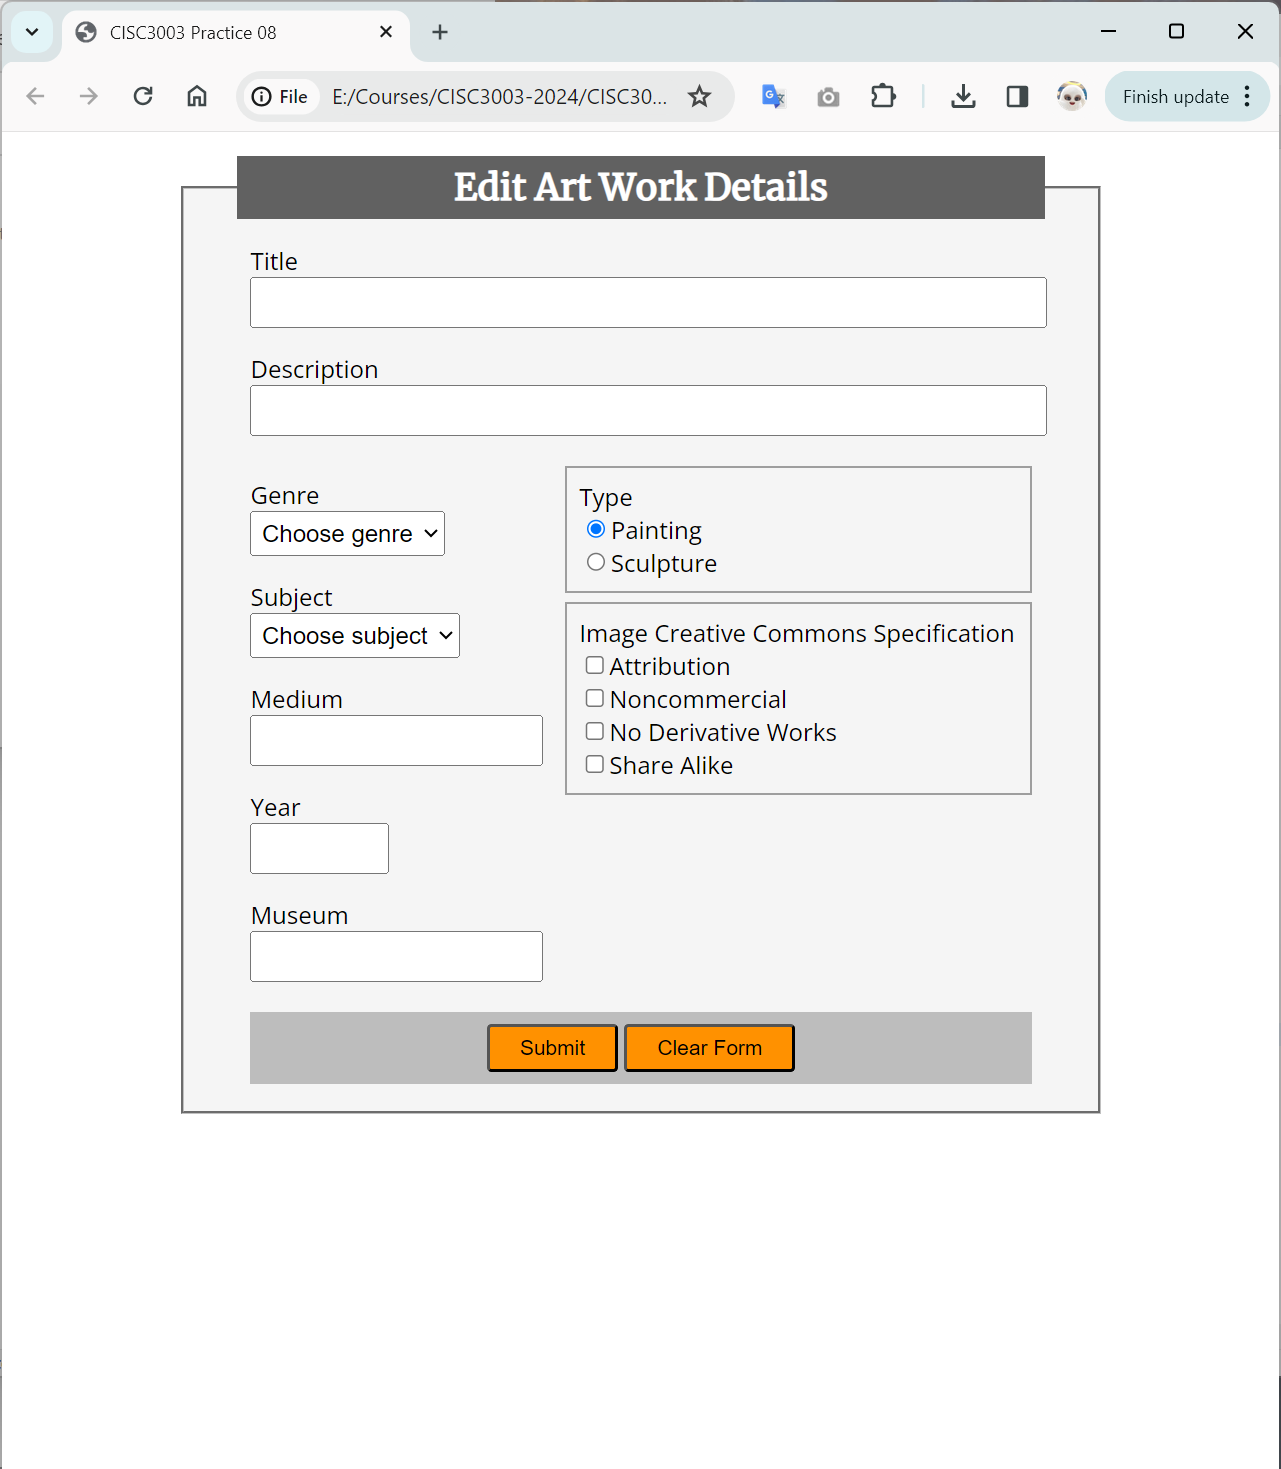 CISC3003 Practice 08
File
E:/Courses/CISC3003-2024/CISC30...
Finish update
Edit Art Work Details
Title
Description
Genre
Choose genre
Subject
Choose subject
Medium
Year
Museum
Type
Painting
Sculpture
Image Creative Commons Specification
Attribution
Noncommercial
No Derivative Works
Share Alike
Submit
Clear Form